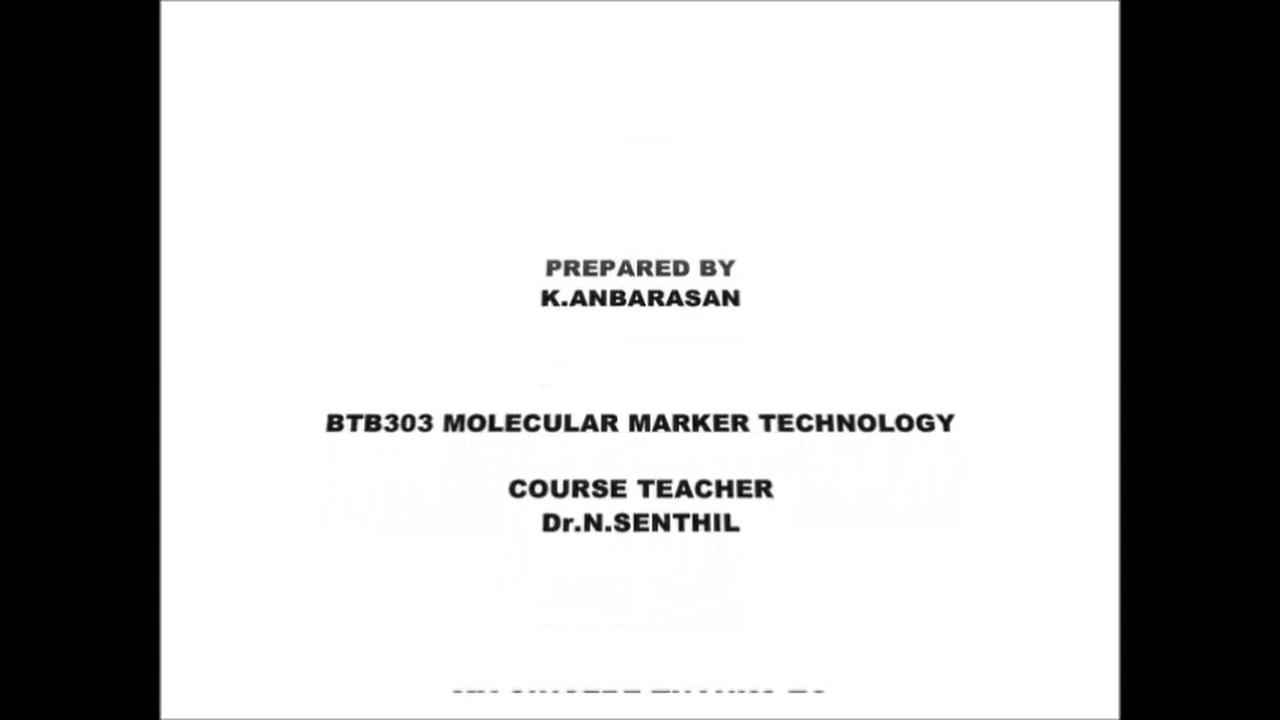 PREPARED BY
K.ANBARASAN
BTB303 MOLECULAR MARKER TECHNOLOGY
COURSE TEACHER
Dr.N.SENTHIL